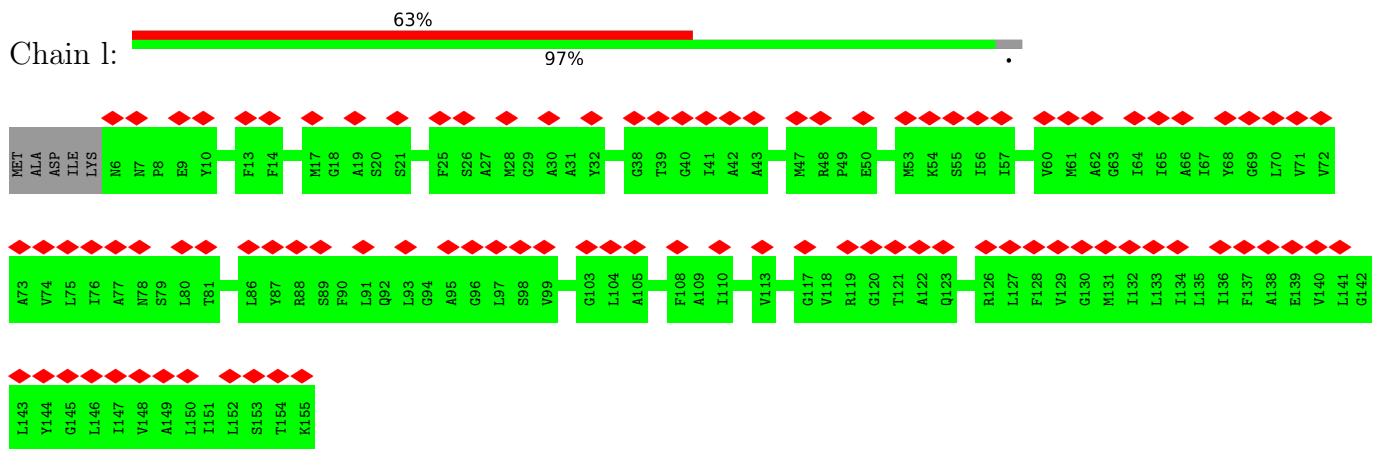 63%
Chain l:
97%
.
MET ALA ASP ILE LYS N6 N7 P8 E9 Y10 F13 F14 M17 G18 A19 S20 S21 F25 S26 A27 M28 G29 A30 A31 Y32 G38 T39 G40 I41 A42 A43 M47 R48 P49 E50 M53 K54 S55 I56 I57 V60 M61 A62 G63 I64 I65 A66 I67 Y68 G69 L70 V71 V72
A73 V74 L75 I76 A77 N78 S79 L80 T81 L86 Y87 R88 S89 F90 L91 Q92 L93 G94 A95 G96 L97 S98 V99 G103 L104 A105 F108 A109 I110 V113 G117 V118 R119 G120 T121 A122 Q123 R126 L127 F128 V129 G130 M131 I132 L133 I134 L135 I136 F137 A138 E139 V140 L141 G142
L143 Y144 G145 L146 I147 V148 A149 L150 I151 L152 S153 T154 K155